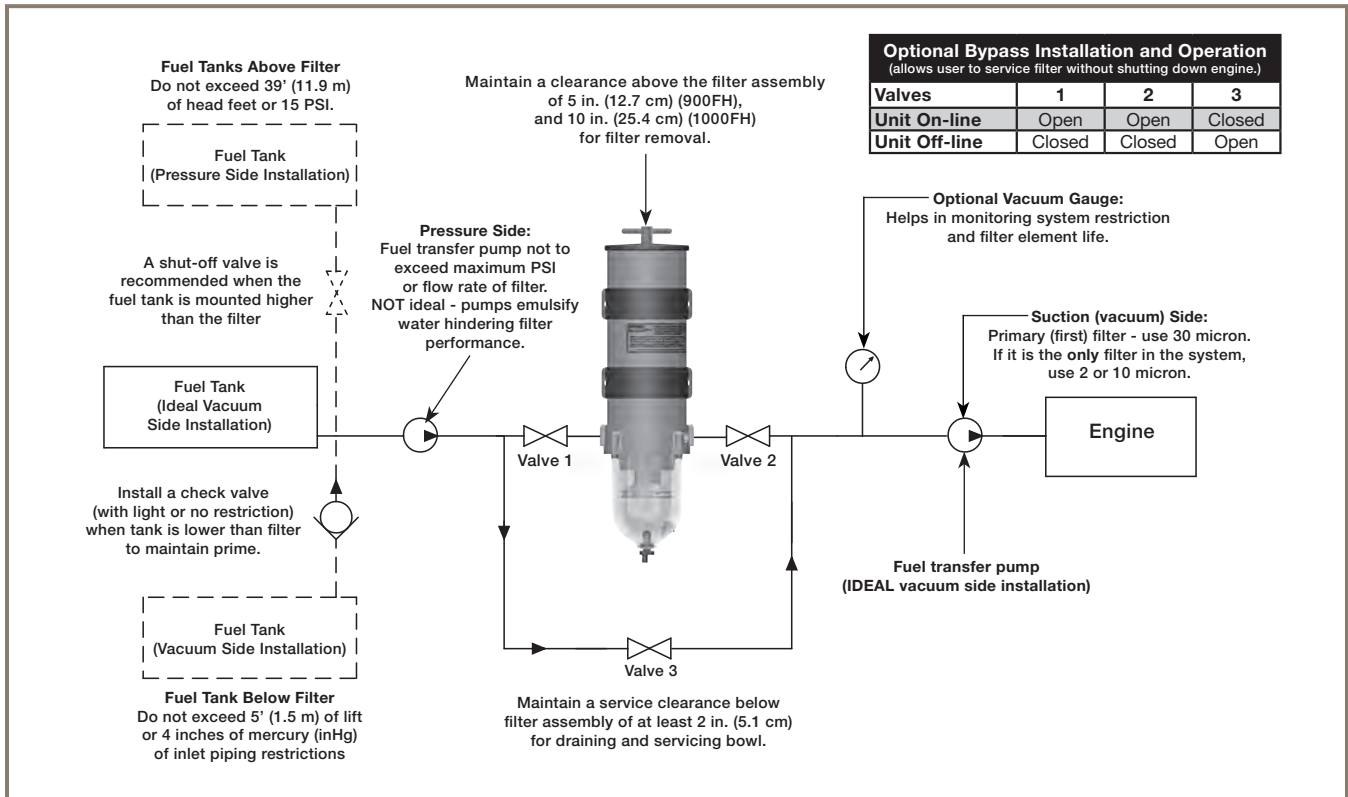 Fuel Tanks Above Filter
Do not exceed 39' (11.9 m)
of head feet or 15 PSI.
Fuel Tank
(Pressure Side Installation)
A shut-off valve is
recommended when the
fuel tank is mounted higher
than the filter
Fuel Tank
(Ideal Vacuum
Side Installation)
Install a check valve
(with light or no restriction)
when tank is lower than filter
to maintain prime.
Fuel Tank
(Vacuum Side Installation)
Fuel Tank Below Filter
Do not exceed 5' (1.5 m) of lift
or 4 inches of mercury (inHg)
of inlet piping restrictions
Pressure Side:
Fuel transfer pump not to
exceed maximum PSI
or flow rate of filter.
NOT ideal - pumps emulsify
water hindering filter
performance.
Maintain a clearance above the filter assembly
of 5 in. (12.7 cm) (900FH),
and 10 in. (25.4 cm) (1000FH)
for filter removal.
Valve 1
Valve 2
Valve 3
Maintain a service clearance below
filter assembly of at least 2 in. (5.1 cm)
for draining and servicing bowl.
Optional Bypass Installation and Operation
(allows user to service filter without shutting down engine.)
Valves 1 2 3
Unit On-line Open Open Closed
Unit Off-line Closed Closed Open
Optional Vacuum Gauge:
Helps in monitoring system restriction
and filter element life.
Suction (vacuum) Side:
Primary (first) filter - use 30 micron.
If it is the only filter in the system,
use 2 or 10 micron.
Engine
Fuel transfer pump
(IDEAL vacuum side installation)